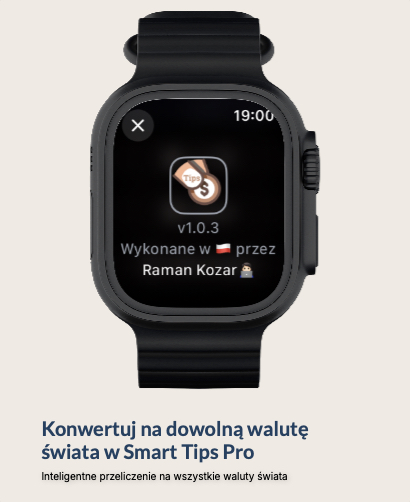 19:00
Tips
$
v1.0.3
Wykonane w 🇵🇱 przez
Raman Kozar 👨🏻‍💻
Konwertuj na dowolną walutę
świata w Smart Tips Pro
Inteligentne przeliczenie na wszystkie waluty świata